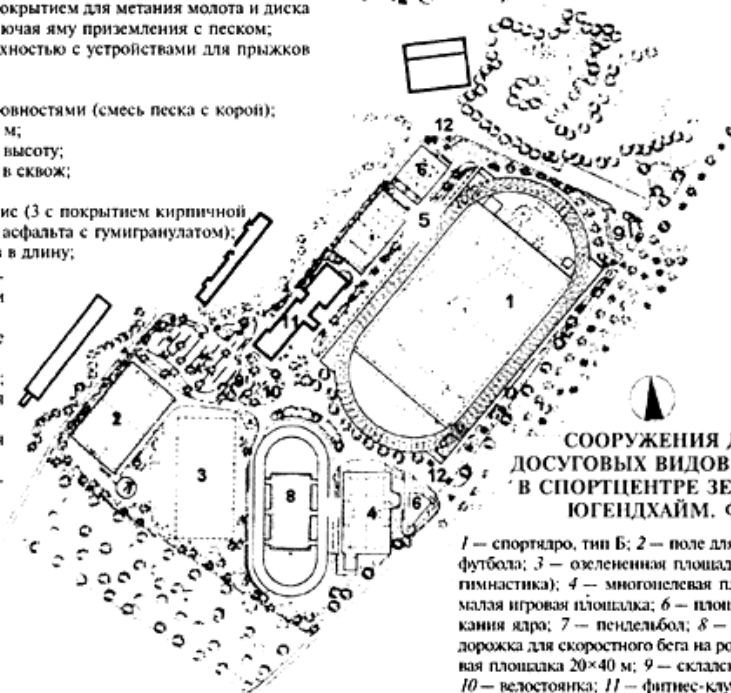 окрытием для метания молота и диска
ючая яму приземления с песком;
хностью с устройствами для прыжков
овностями (смесь песка с корой);
м;
высоту;
в сквож;
ис (3 с покрытием кирпичной
асфальта с гумигранулатом);
в в длину;
12
6
5
9
1
11
10
2
7
3
8
4
6
12
СООРУЖЕНИЯ Д
ДОСУГОВЫХ ВИДОВ
В СПОРТЦЕНТРЕ ЗЕ
ЮГЕНДХАЙМ. Ф
1 — спортядро, тип Б; 2 — поле для
футбола; 3 — озелененная площад
гимнастика); 4 — многоцелевая пл
малая игровая площадка; 6 — площ
кания ядра; 7 — пендельбол; 8 —
дорожка для скоростного бега на ро
вая площадка 20×40 м; 9 — складск
10 — велостоянка; 11 — фитнес-клу